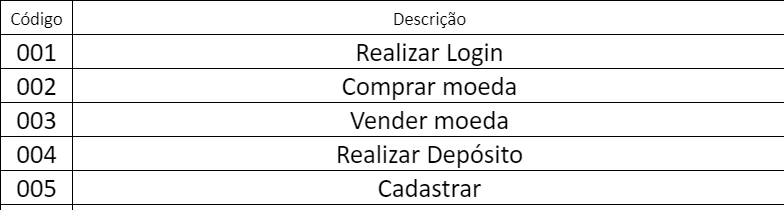 Código Descrição
001 Realizar Login
002 Comprar moeda
003 Vender moeda
004 Realizar Depósito
005 Cadastrar